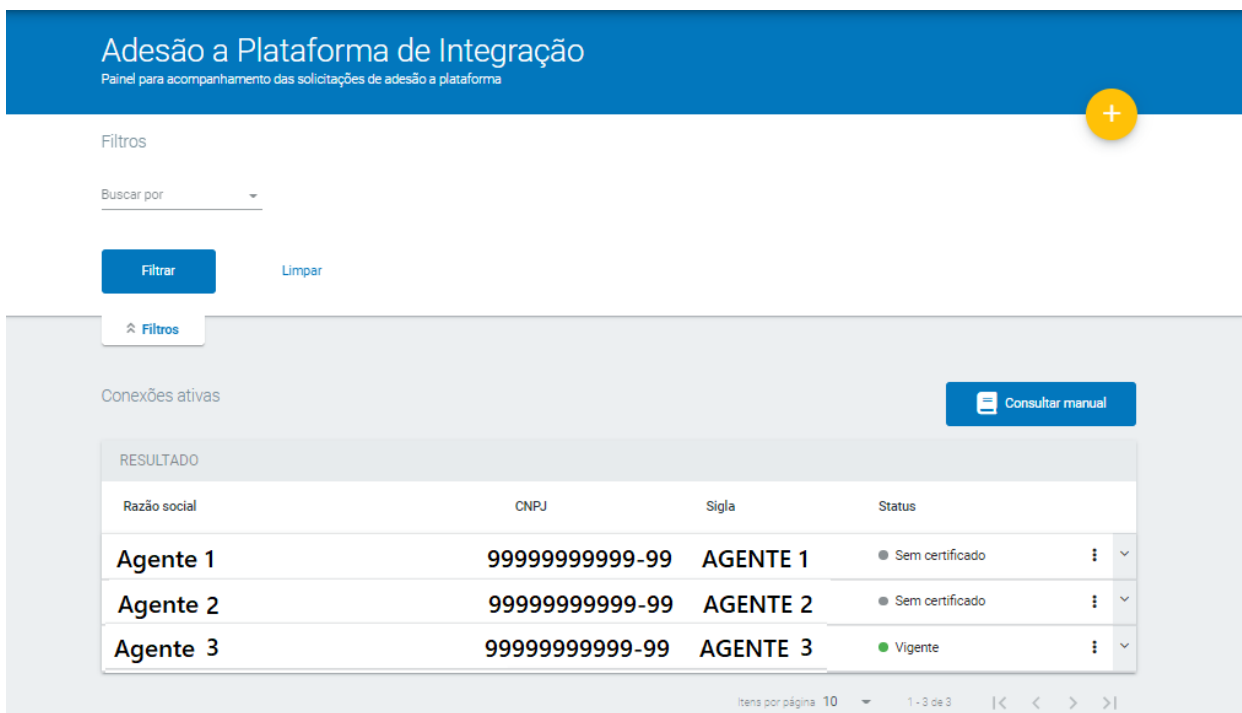 Adesão a Plataforma de Integração
Painel para acompanhamento das solicitações de adesão a plataforma
+
Filtros
Buscar por
Filtrar Limpar
Filtros
Conexões ativas
Consultar manual
RESULTADO
Razão social CNPJ Sigla Status
Agente 1 99999999999-99 AGENTE 1 Sem certificado
Agente 2 99999999999-99 AGENTE 2 Sem certificado
Agente 3 99999999999-99 AGENTE 3 Vigente
Itens por página 10 1 - 3 de 3